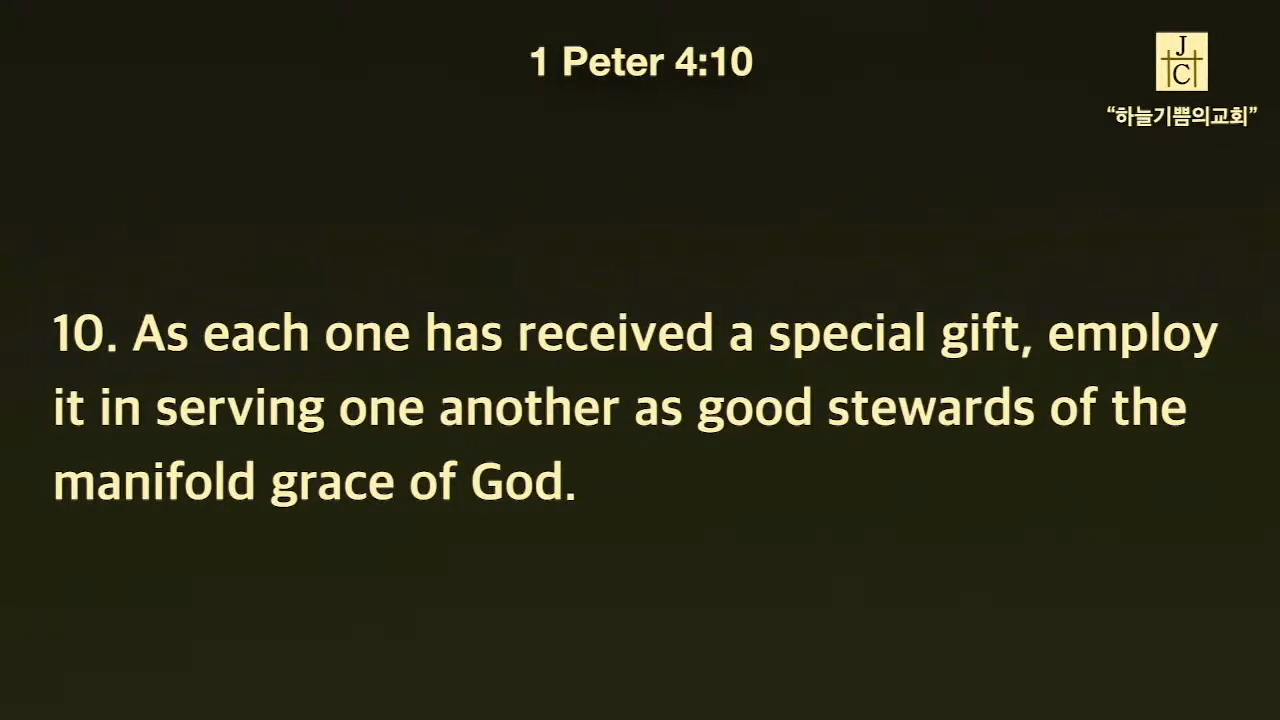 1 Peter 4:10
J
C
“하늘기쁨의교회”
10. As each one has received a special gift, employ
it in serving one another as good stewards of the
manifold grace of God.